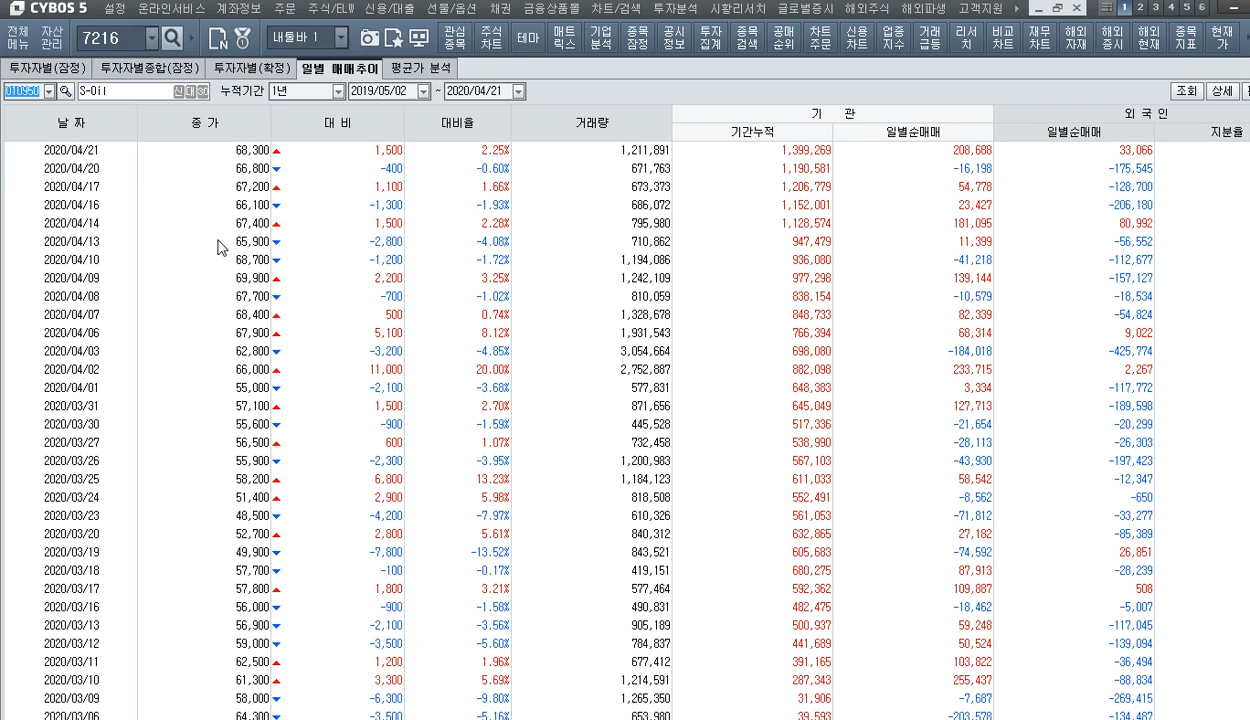 CYBOS 5 설정 온라인서비스 계좌정보 주문 주식/ELW 신용/대출 선물/옵션 채권 금융상품몰 차트/검색 투자분석 시황리서치 글로벌증시 해외주식 해외파생 고객지원 1 2 3 4 5 6
전체메뉴 자산관리 7216 내툴바 1 관심종목 주식차트 테마 매트릭스 기업분석 종목잠정 공시정보 투자집계 종목검색 공매순위 차트주문 신용차트 업종지수 거래급등 리서치 비교차트 재무차트 해외자재 해외증시 해외현재 종목지표 현재가
투자자별(잠정) 투자자별종합(잠정) 투자자별(확정) 일별 매매추이 평균가 분석
010950 S-Oil 신 대 30 누적기간 1년 2019/05/02 ~ 2020/04/21 조회 상세
날 짜 종 가 대 비 대비율 거래량 기 관 외 국 인
기간누적 일별순매매 일별순매매 지분율
2020/04/21 68,300 ▲ 1,500 2.25% 1,211,891 1,399,269 208,688 33,066
2020/04/20 66,800 ▼ -400 -0.60% 671,763 1,190,581 -16,198 -175,545
2020/04/17 67,200 ▲ 1,100 1.66% 673,373 1,206,779 54,778 -128,700
2020/04/16 66,100 ▼ -1,300 -1.93% 686,072 1,152,001 23,427 -206,180
2020/04/14 67,400 ▲ 1,500 2.28% 795,980 1,128,574 181,095 80,992
2020/04/13 65,900 ▼ -2,800 -4.08% 710,862 947,479 11,399 -56,552
2020/04/10 68,700 ▼ -1,200 -1.72% 1,194,086 936,080 -41,218 -112,677
2020/04/09 69,900 ▲ 2,200 3.25% 1,242,109 977,298 139,144 -157,127
2020/04/08 67,700 ▼ -700 -1.02% 810,059 838,154 -10,579 -18,534
2020/04/07 68,400 ▲ 500 0.74% 1,328,678 848,733 82,339 -54,824
2020/04/06 67,900 ▲ 5,100 8.12% 1,931,543 766,394 68,314 9,022
2020/04/03 62,800 ▼ -3,200 -4.85% 3,054,664 698,080 -184,018 -425,774
2020/04/02 66,000 ▲ 11,000 20.00% 2,752,887 882,098 233,715 2,267
2020/04/01 55,000 ▼ -2,100 -3.68% 577,831 648,383 3,334 -117,772
2020/03/31 57,100 ▲ 1,500 2.70% 871,656 645,049 127,713 -189,598
2020/03/30 55,600 ▼ -900 -1.59% 445,528 517,336 -21,654 -20,299
2020/03/27 56,500 ▲ 600 1.07% 732,458 538,990 -28,113 -26,303
2020/03/26 55,900 ▼ -2,300 -3.95% 1,200,983 567,103 -43,930 -197,423
2020/03/25 58,200 ▲ 6,800 13.23% 1,184,123 611,033 58,542 -12,347
2020/03/24 51,400 ▲ 2,900 5.98% 818,508 552,491 -8,562 -650
2020/03/23 48,500 ▼ -4,200 -7.97% 610,326 561,053 -71,812 -33,277
2020/03/20 52,700 ▲ 2,800 5.61% 840,312 632,865 27,182 -85,389
2020/03/19 49,900 ▼ -7,800 -13.52% 843,521 605,683 -74,592 26,851
2020/03/18 57,700 ▼ -100 -0.17% 419,151 680,275 87,913 -28,239
2020/03/17 57,800 ▲ 1,800 3.21% 577,464 592,362 109,887 508
2020/03/16 56,000 ▼ -900 -1.58% 490,831 482,475 -18,462 -5,007
2020/03/13 56,900 ▼ -2,100 -3.56% 905,189 500,937 59,248 -117,045
2020/03/12 59,000 ▼ -3,500 -5.60% 784,837 441,689 50,524 -139,094
2020/03/11 62,500 ▲ 1,200 1.96% 677,412 391,165 103,822 -36,494
2020/03/10 61,300 ▲ 3,300 5.69% 1,214,591 287,343 255,437 -88,834
2020/03/09 58,000 ▼ -6,300 -9.80% 1,265,350 31,906 -7,687 -269,415
2020/03/06 64,300 ▼ -3,500 -5.16% 653,980 39,593 -203,578 -134,487